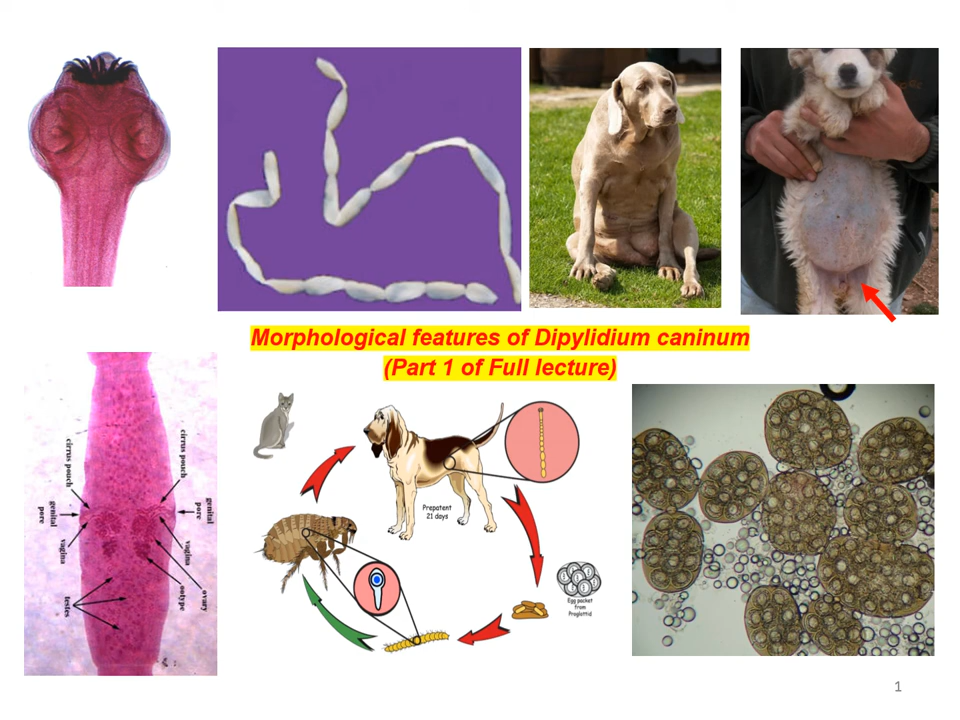 Morphological features of Dipylidium caninum
(Part 1 of Full lecture)
cirrus pouch
genital
pore
vagina
testes
cirrus pouch
genital
pore
vagina
ovary
ootype
Prepatent
21 days
Egg packet
from
Proglottid
1